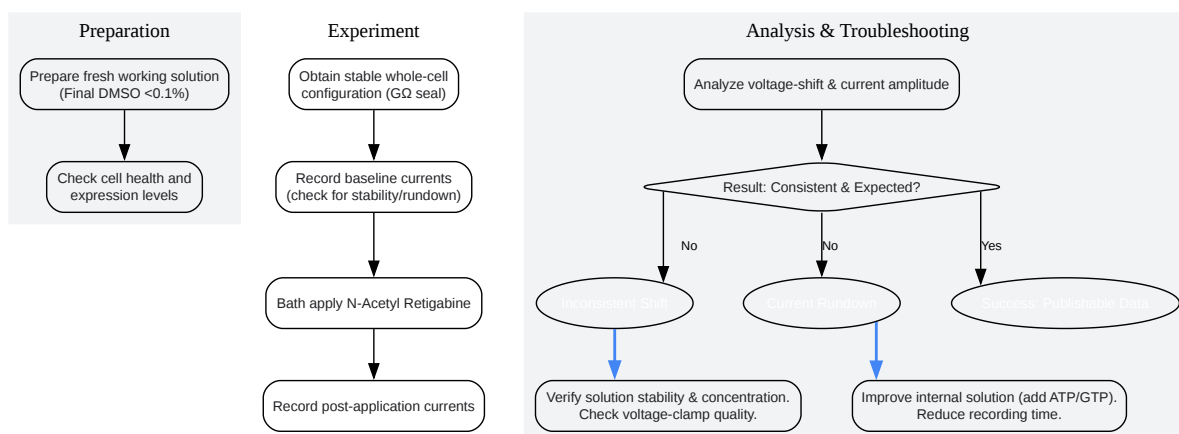 Preparation
Prepare fresh working solution
(Final DMSO <0.1%)
Check cell health and
expression levels
Experiment
Obtain stable whole-cell
configuration (GΩ seal)
Record baseline currents
(check for stability/rundown)
Bath apply N-Acetyl Retigabine
Record post-application currents
Analysis & Troubleshooting
Analyze voltage-shift & current amplitude
Result: Consistent & Expected?
No
No
Yes
Inconsistent Shift
Current Rundown
Success: Publishable Data
Verify solution stability & concentration.
Check voltage-clamp quality.
Improve internal solution (add ATP/GTP).
Reduce recording time.